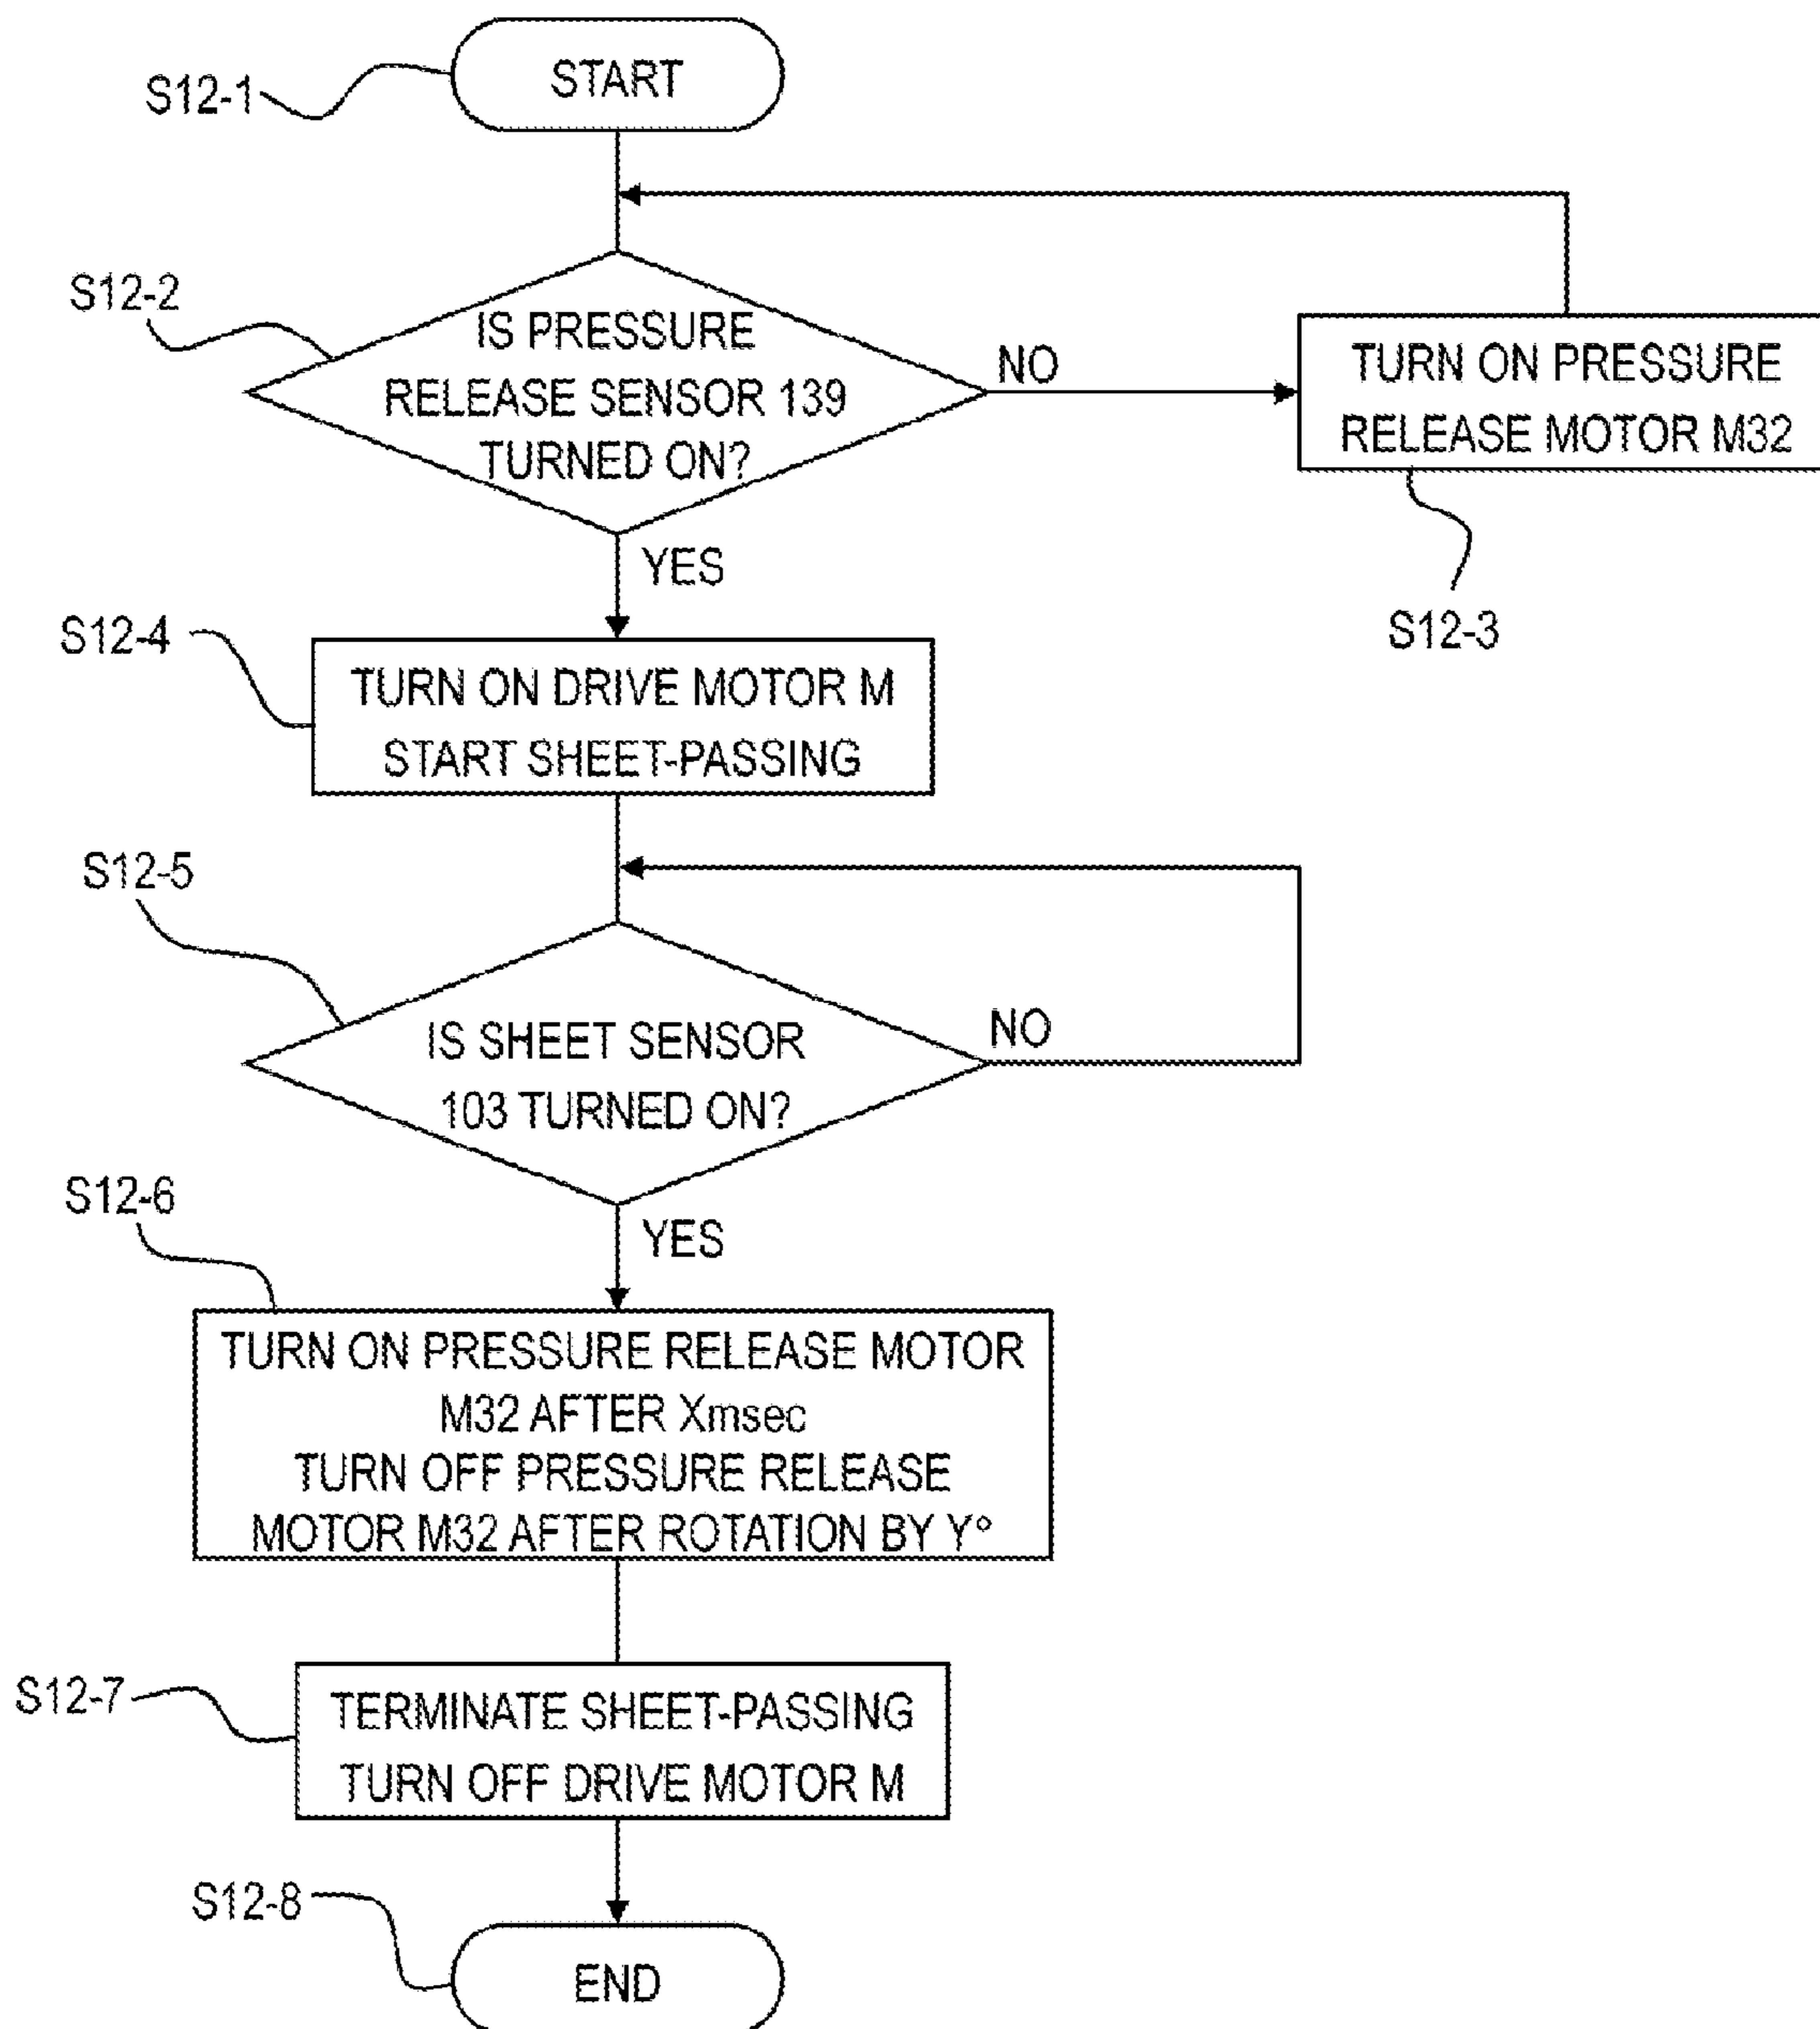 S12-1
START
S12-2
IS PRESSURE
RELEASE SENSOR 139
TURNED ON?
NO
TURN ON PRESSURE
RELEASE MOTOR M32
S12-3
YES
S12-4
TURN ON DRIVE MOTOR M
START SHEET-PASSING
S12-5
IS SHEET SENSOR
103 TURNED ON?
NO
YES
S12-6
TURN ON PRESSURE RELEASE MOTOR
M32 AFTER Xmsec
TURN OFF PRESSURE RELEASE
MOTOR M32 AFTER ROTATION BY Y°
S12-7
TERMINATE SHEET-PASSING
TURN OFF DRIVE MOTOR M
S12-8
END